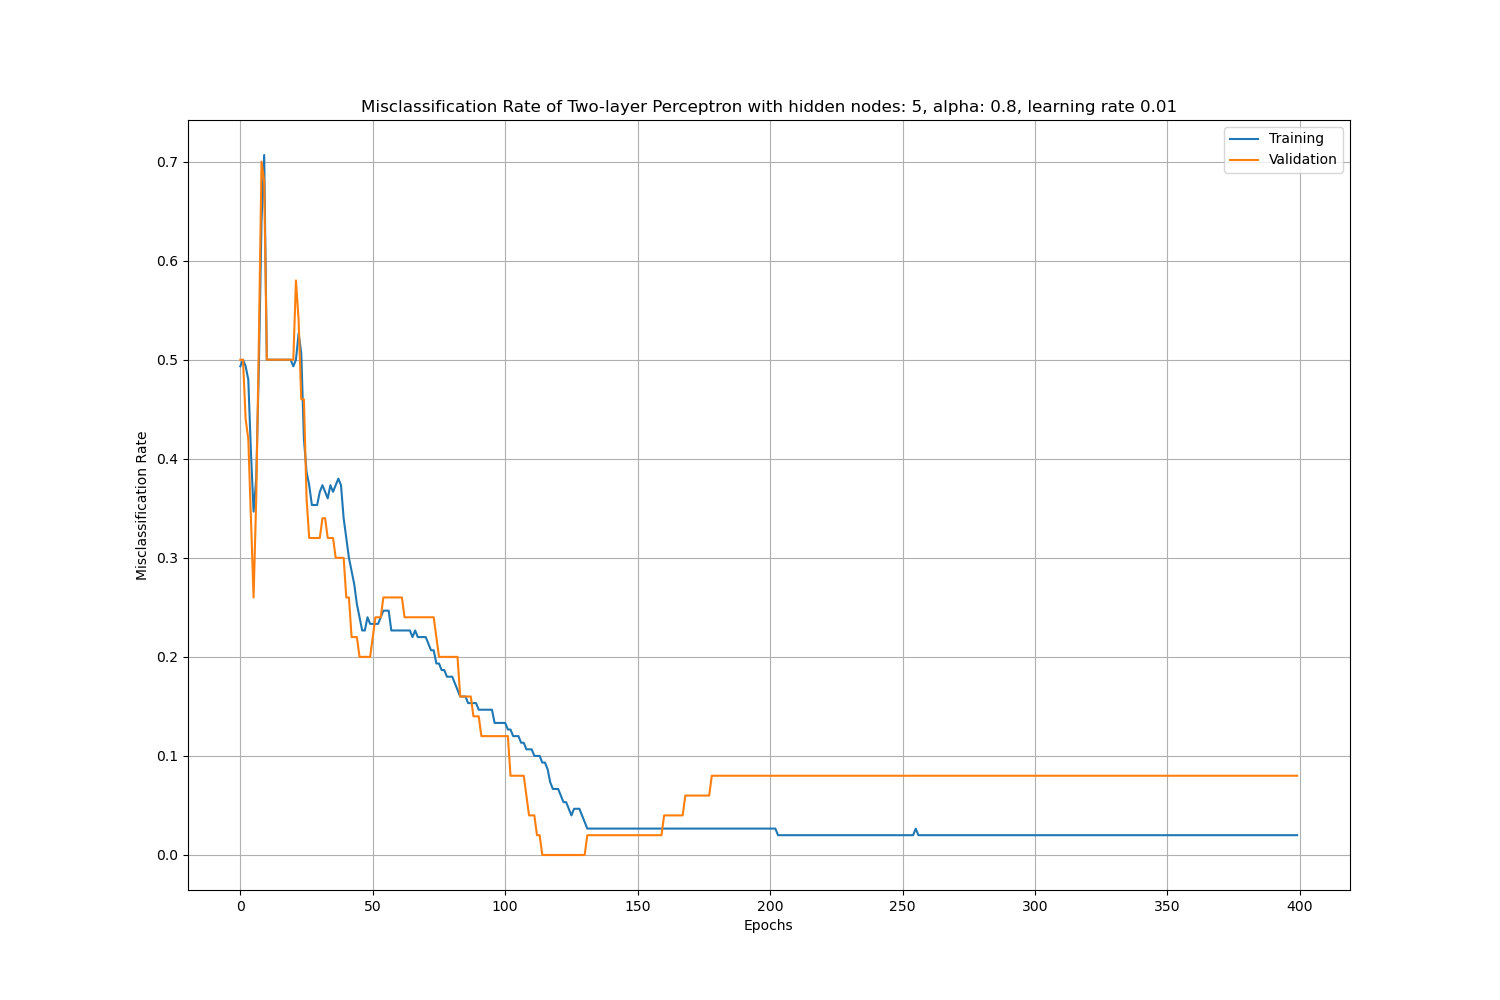 Misclassification Rate of Two-layer Perceptron with hidden nodes: 5, alpha: 0.8, learning rate 0.01
Training
Validation
0.7
0.6
0.5
0.4
0.3
0.2
0.1
0.0
Misclassification Rate
0 50 100 150 200 250 300 350 400
Epochs